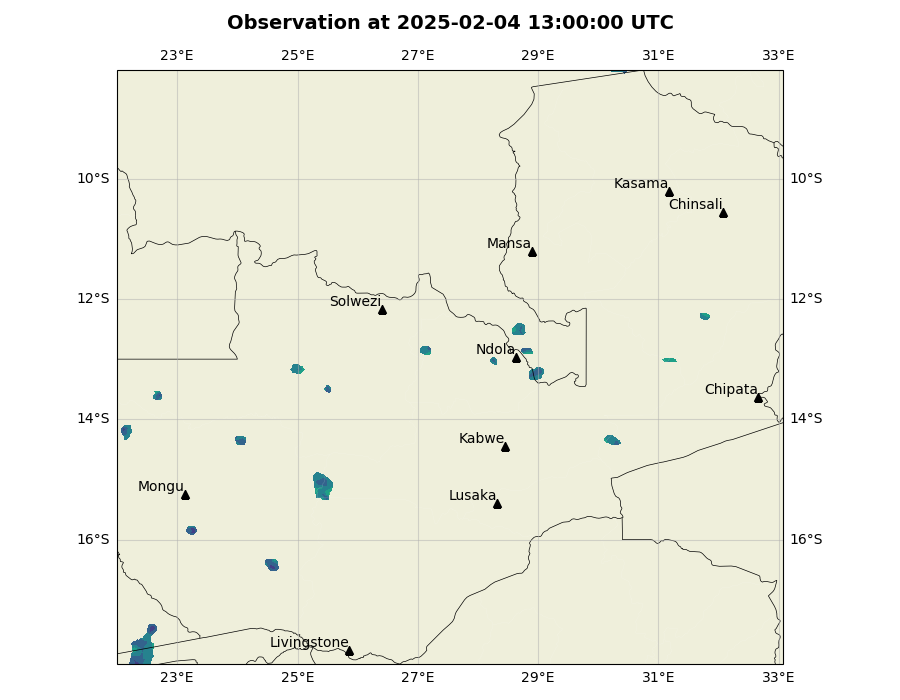 Observation at 2025-02-04 13:00:00 UTC
23°E 25°E 27°E 29°E 31°E 33°E
10°S 10°S
Kasama
Chinsali
Mansa
12°S 12°S
Solwezi
Ndola
Chipata
14°S 14°S
Kabwe
Mongu
Lusaka
16°S 16°S
Livingstone
23°E 25°E 27°E 29°E 31°E 33°E